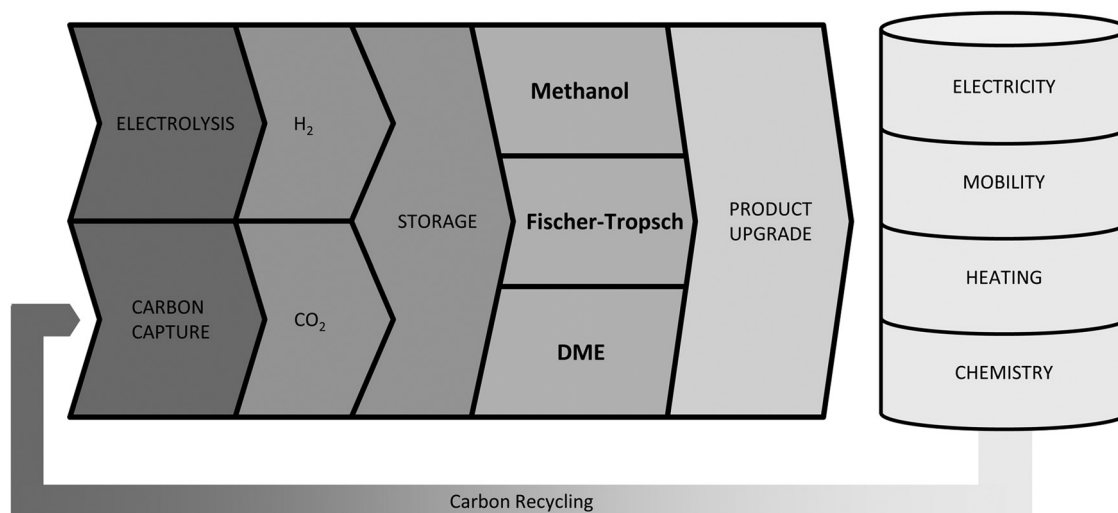 ELECTROLYSIS
H₂
CARBON
CAPTURE
CO₂
STORAGE
Methanol
Fischer-Tropsch
DME
PRODUCT
UPGRADE
ELECTRICITY
MOBILITY
HEATING
CHEMISTRY
Carbon Recycling